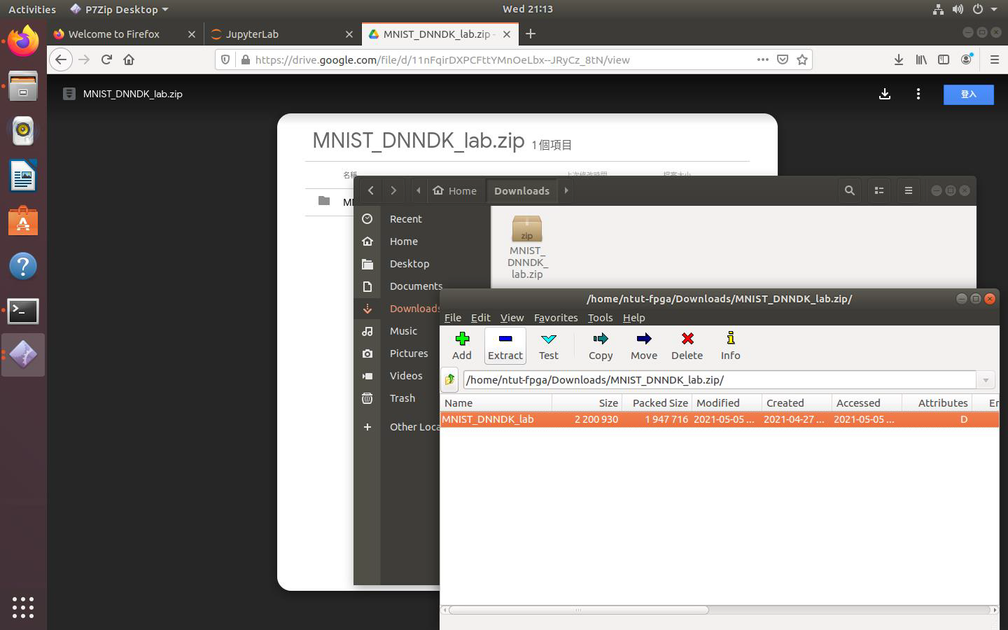 Activities P7Zip Desktop Wed 21:13
Welcome to Firefox JupyterLab MNIST_DNNDK_lab.zip -
https://drive.google.com/file/d/11nFqirDXPCFttYMnOeLbx--JRyCz_8tN/view
MNIST_DNNDK_lab.zip 登入
MNIST_DNNDK_lab.zip 1 個項目
名稱
Home Downloads
Recent
Home
Desktop
Documents
Downloads
Music
Pictures
Videos
Trash
Other Loca
zip
MNIST_
DNNDK_
lab.zip
/home/ntut-fpga/Downloads/MNIST_DNNDK_lab.zip/
File Edit View Favorites Tools Help
Add Extract Test Copy Move Delete Info
/home/ntut-fpga/Downloads/MNIST_DNNDK_lab.zip/
Name Size Packed Size Modified Created Accessed Attributes
MNIST_DNNDK_lab 2 200 930 1 947 716 2021-05-05 ... 2021-04-27 ... 2021-05-05 ... D